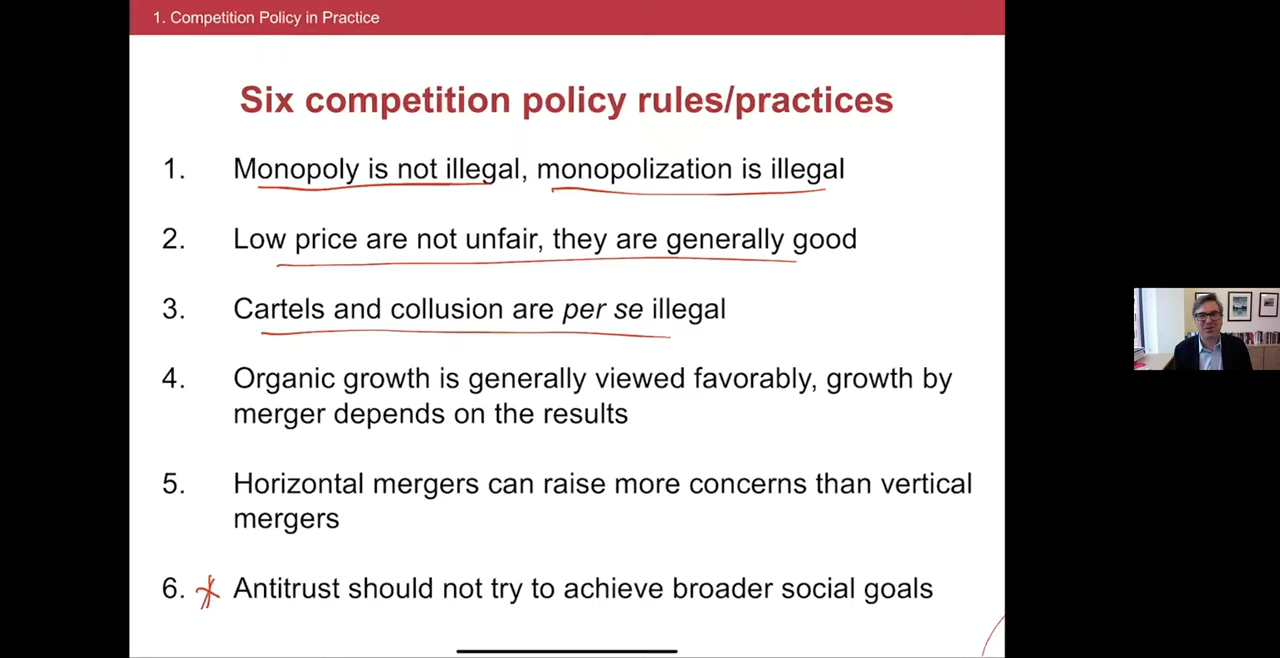 1. Competition Policy in Practice
Six competition policy rules/practices
1. Monopoly is not illegal, monopolization is illegal
2. Low price are not unfair, they are generally good
3. Cartels and collusion are per se illegal
4. Organic growth is generally viewed favorably, growth by
merger depends on the results
5. Horizontal mergers can raise more concerns than vertical
mergers
6. Antitrust should not try to achieve broader social goals